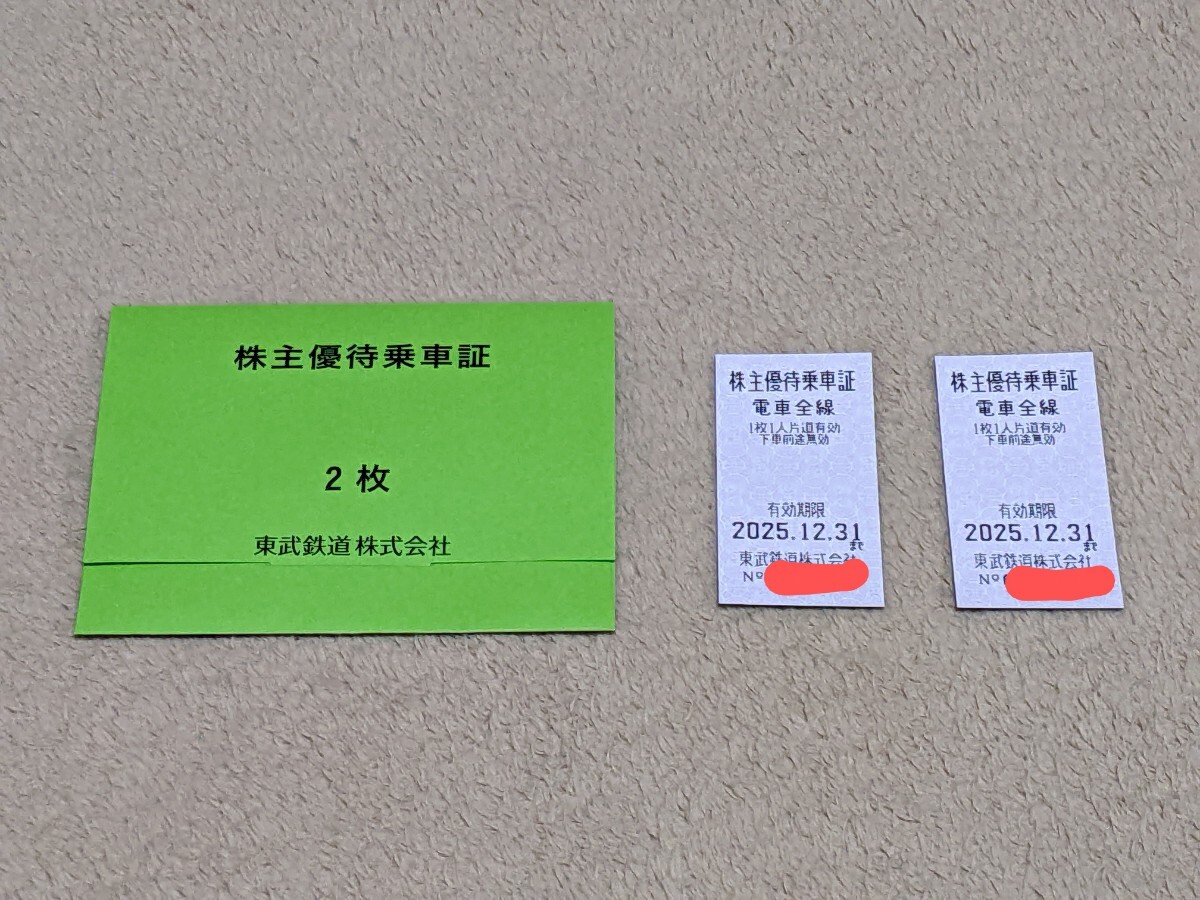 株主優待乗車証
2枚
東武鉄道株式会社
株主優待乗車証
電車全線
1枚1人片道有効
下車前途無効
有効期限
2025.12.31
まで
東武鉄道株式会社
No
株主優待乗車証
電車全線
1枚1人片道有効
下車前途無効
有効期限
2025.12.31
まで
東武鉄道株式会社
No